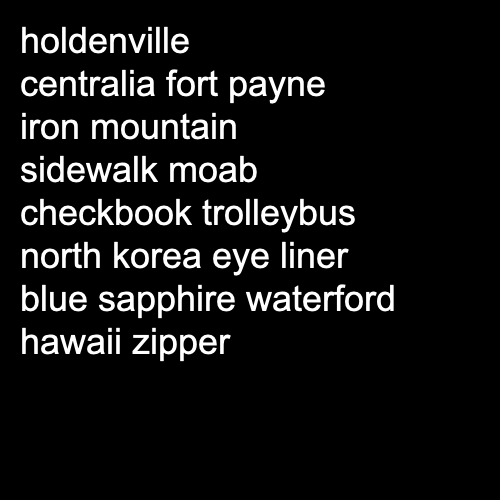 holdenville
centralia fort payne
iron mountain
sidewalk moab
checkbook trolleybus
north korea eye liner
blue sapphire waterford
hawaii zipper